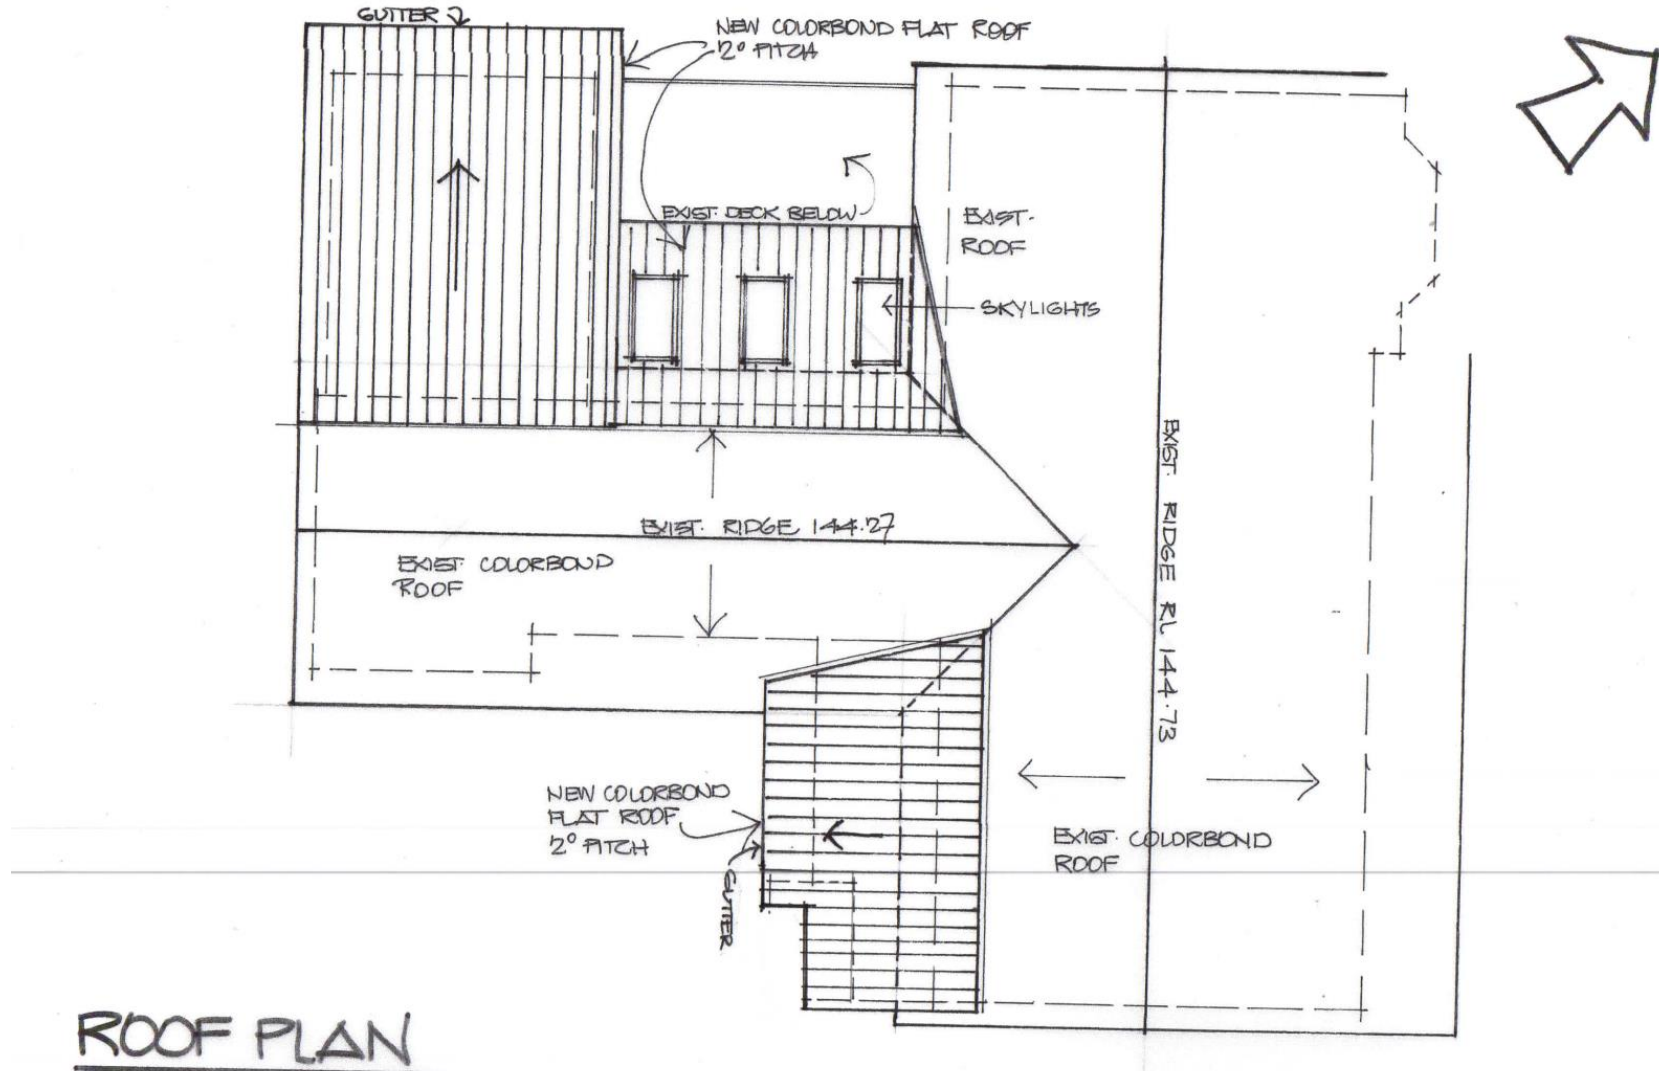 GUTTER
NEW COLORBOND FLAT ROOF
2° PITCH
EXIST. DECK BELOW
EXIST.
ROOF
SKYLIGHTS
EXIST. RIDGE 144.27
EXIST. COLORBOND
ROOF
EXIST. RIDGE RL 144.73
NEW COLORBOND
FLAT ROOF
2° PITCH
GUTTER
EXIST. COLORBOND
ROOF
ROOF PLAN